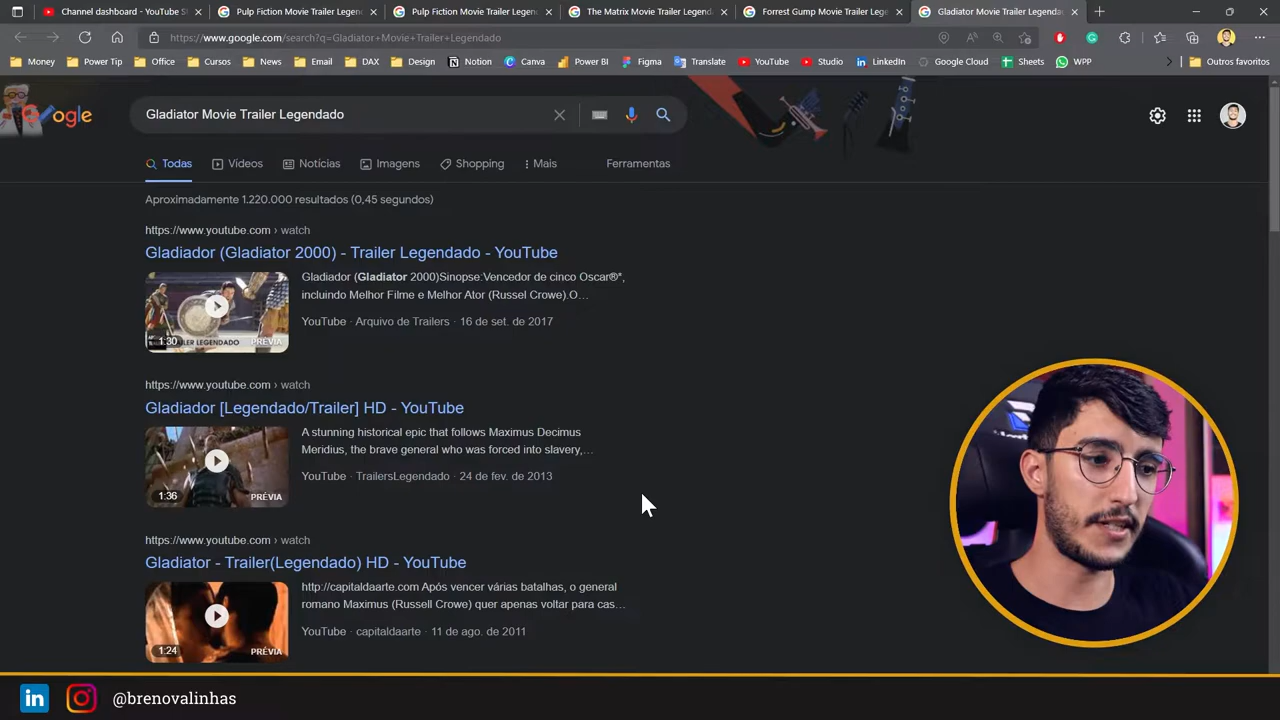 Channel dashboard - YouTube S
Pulp Fiction Movie Trailer Legen
Pulp Fiction Movie Trailer Legen
The Matrix Movie Trailer Legend
Forrest Gump Movie Trailer Leg
Gladiator Movie Trailer Legenda
https://www.google.com/search?q=Gladiator+Movie+Trailer+Legendado
Money
Power Tip
Office
Cursos
News
Email
DAX
Design
Notion
Canva
Power BI
Figma
Translate
YouTube
Studio
LinkedIn
Google Cloud
Sheets
WPP
Outros favoritos
ogle
Gladiator Movie Trailer Legendado
Todas
Vídeos
Notícias
Imagens
Shopping
Mais
Ferramentas
Aproximadamente 1.220.000 resultados (0,45 segundos)
https://www.youtube.com › watch
Gladiador (Gladiator 2000) - Trailer Legendado - YouTube
Gladiador (Gladiator 2000)Sinopse:Vencedor de cinco Oscar®*,
incluindo Melhor Filme e Melhor Ator (Russel Crowe).O...
YouTube · Arquivo de Trailers · 16 de set. de 2017
1:30
LER LEGENDADO
PRÉVIA
https://www.youtube.com › watch
Gladiador [Legendado/Trailer] HD - YouTube
A stunning historical epic that follows Maximus Decimus
Meridius, the brave general who was forced into slavery,...
YouTube · TrailersLegendado · 24 de fev. de 2013
1:36
PRÉVIA
https://www.youtube.com › watch
Gladiator - Trailer(Legendado) HD - YouTube
http://capitaldaarte.com Após vencer várias batalhas, o general
romano Maximus (Russell Crowe) quer apenas voltar para cas...
YouTube · capitaldaarte · 11 de ago. de 2011
1:24
PRÉVIA
in
@brenovalinhas